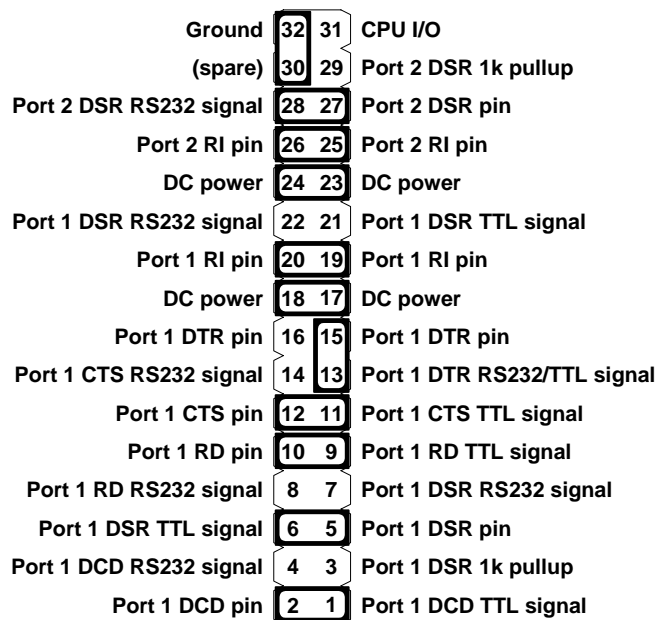 Ground 32 31 CPU I/O
(spare) 30 29 Port 2 DSR 1k pullup
Port 2 DSR RS232 signal 28 27 Port 2 DSR pin
Port 2 RI pin 26 25 Port 2 RI pin
DC power 24 23 DC power
Port 1 DSR RS232 signal 22 21 Port 1 DSR TTL signal
Port 1 RI pin 20 19 Port 1 RI pin
DC power 18 17 DC power
Port 1 DTR pin 16 15 Port 1 DTR pin
Port 1 CTS RS232 signal 14 13 Port 1 DTR RS232/TTL signal
Port 1 CTS pin 12 11 Port 1 CTS TTL signal
Port 1 RD pin 10 9 Port 1 RD TTL signal
Port 1 RD RS232 signal 8 7 Port 1 DSR RS232 signal
Port 1 DSR TTL signal 6 5 Port 1 DSR pin
Port 1 DCD RS232 signal 4 3 Port 1 DSR 1k pullup
Port 1 DCD pin 2 1 Port 1 DCD TTL signal